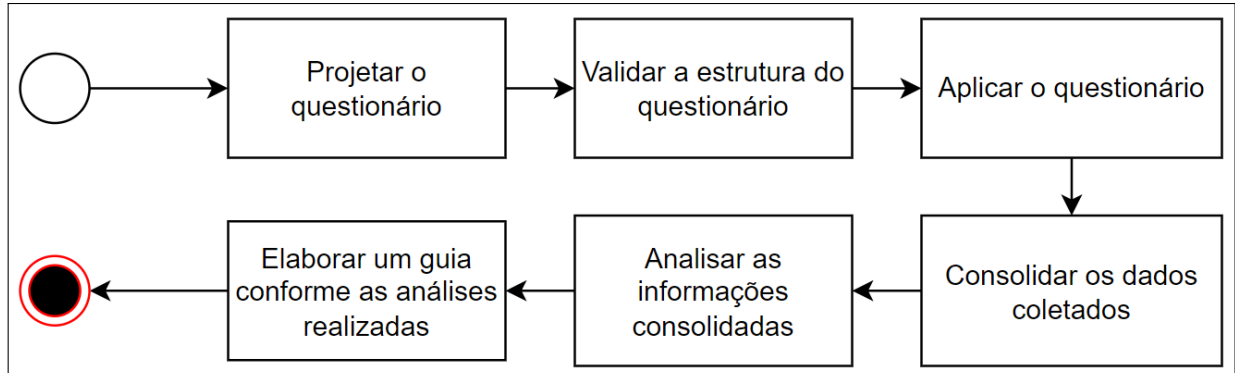 Projetar o
questionário
Validar a estrutura do
questionário
Aplicar o questionário
Consolidar os dados
coletados
Analisar as
informações
consolidadas
Elaborar um guia
conforme as análises
realizadas